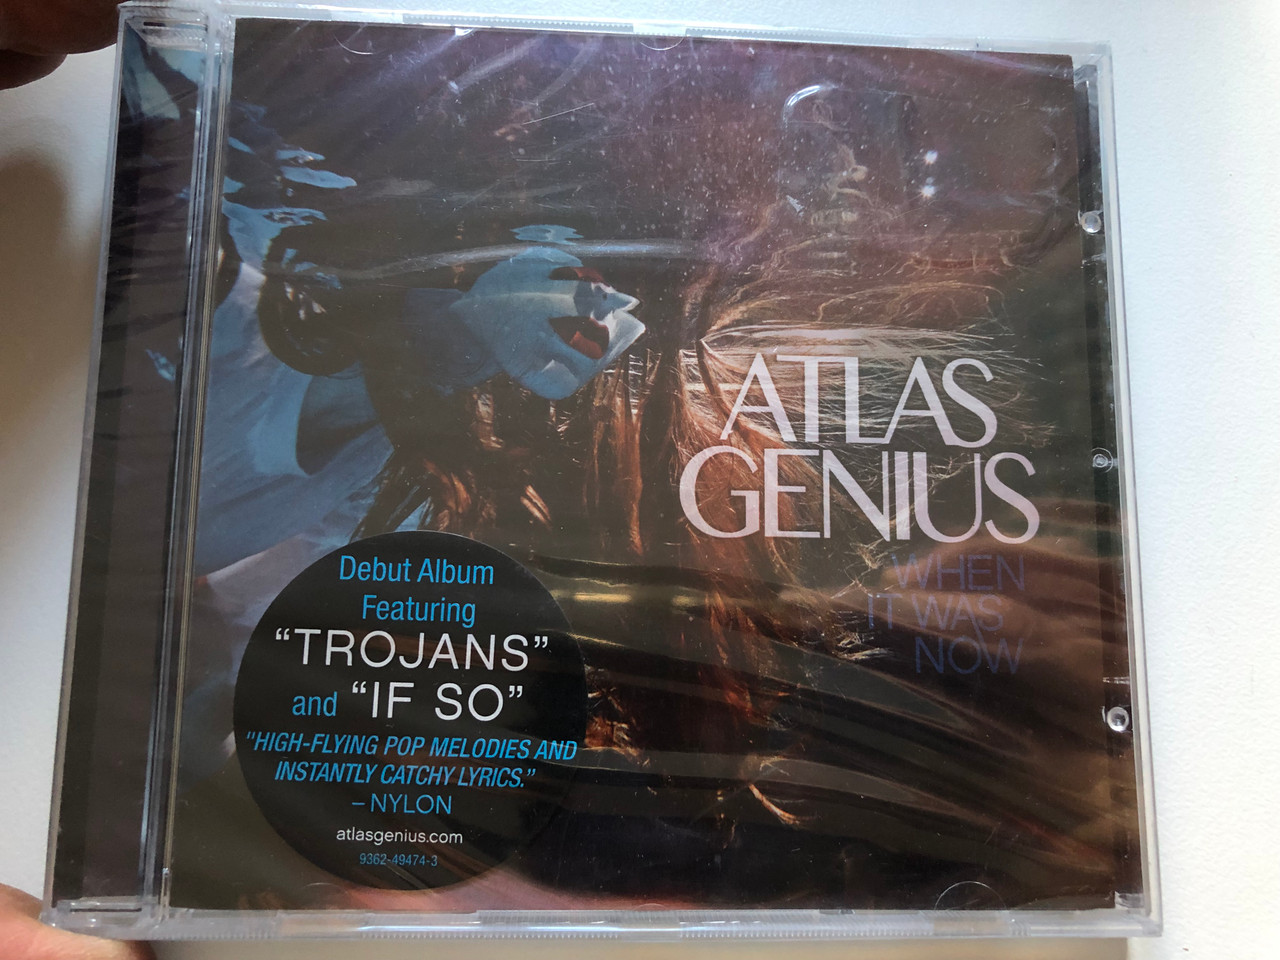 ATLAS
GENIUS
WHEN
IT WAS
NOW
Debut Album
Featuring
“TROJANS”
and “IF SO”
"HIGH-FLYING POP MELODIES AND
INSTANTLY CATCHY LYRICS."
– NYLON
atlasgenius.com
9362-49474-3